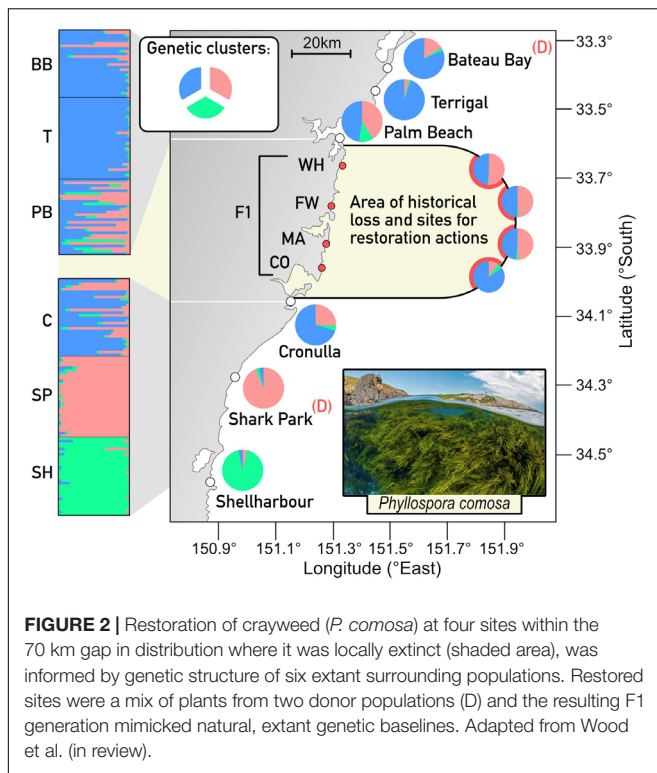 BB
T
PB
C
SP
SH
Genetic clusters:
20km
(D)
Bateau Bay
Terrigal
Palm Beach
WH
FW
F1
MA
CO
Area of historical
loss and sites for
restoration actions
Cronulla
Shark Park
(D)
Shellharbour
Phyllospora comosa
33.3°
33.5°
33.7°
33.9°
34.1°
34.3°
34.5°
Latitude (°South)
150.9° 151.1° 151.3° 151.5° 151.7° 151.9°
Longitude (°East)
FIGURE 2 | Restoration of crayweed (P. comosa) at four sites within the
70 km gap in distribution where it was locally extinct (shaded area), was
informed by genetic structure of six extant surrounding populations. Restored
sites were a mix of plants from two donor populations (D) and the resulting F1
generation mimicked natural, extant genetic baselines. Adapted from Wood
et al. (in review).